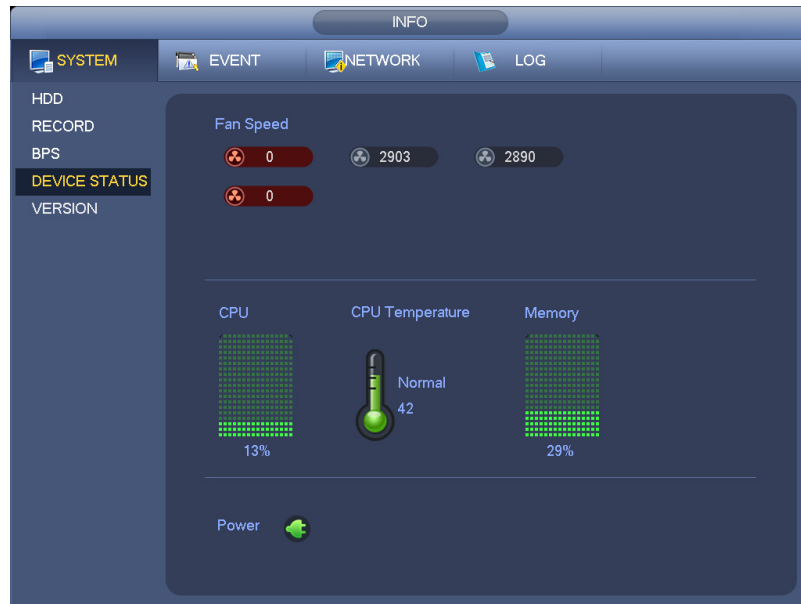 INFO
SYSTEM EVENT NETWORK LOG
HDD
RECORD
BPS
DEVICE STATUS
VERSION
Fan Speed
0 2903 2890
0
CPU CPU Temperature Memory
Normal
42
13% 29%
Power